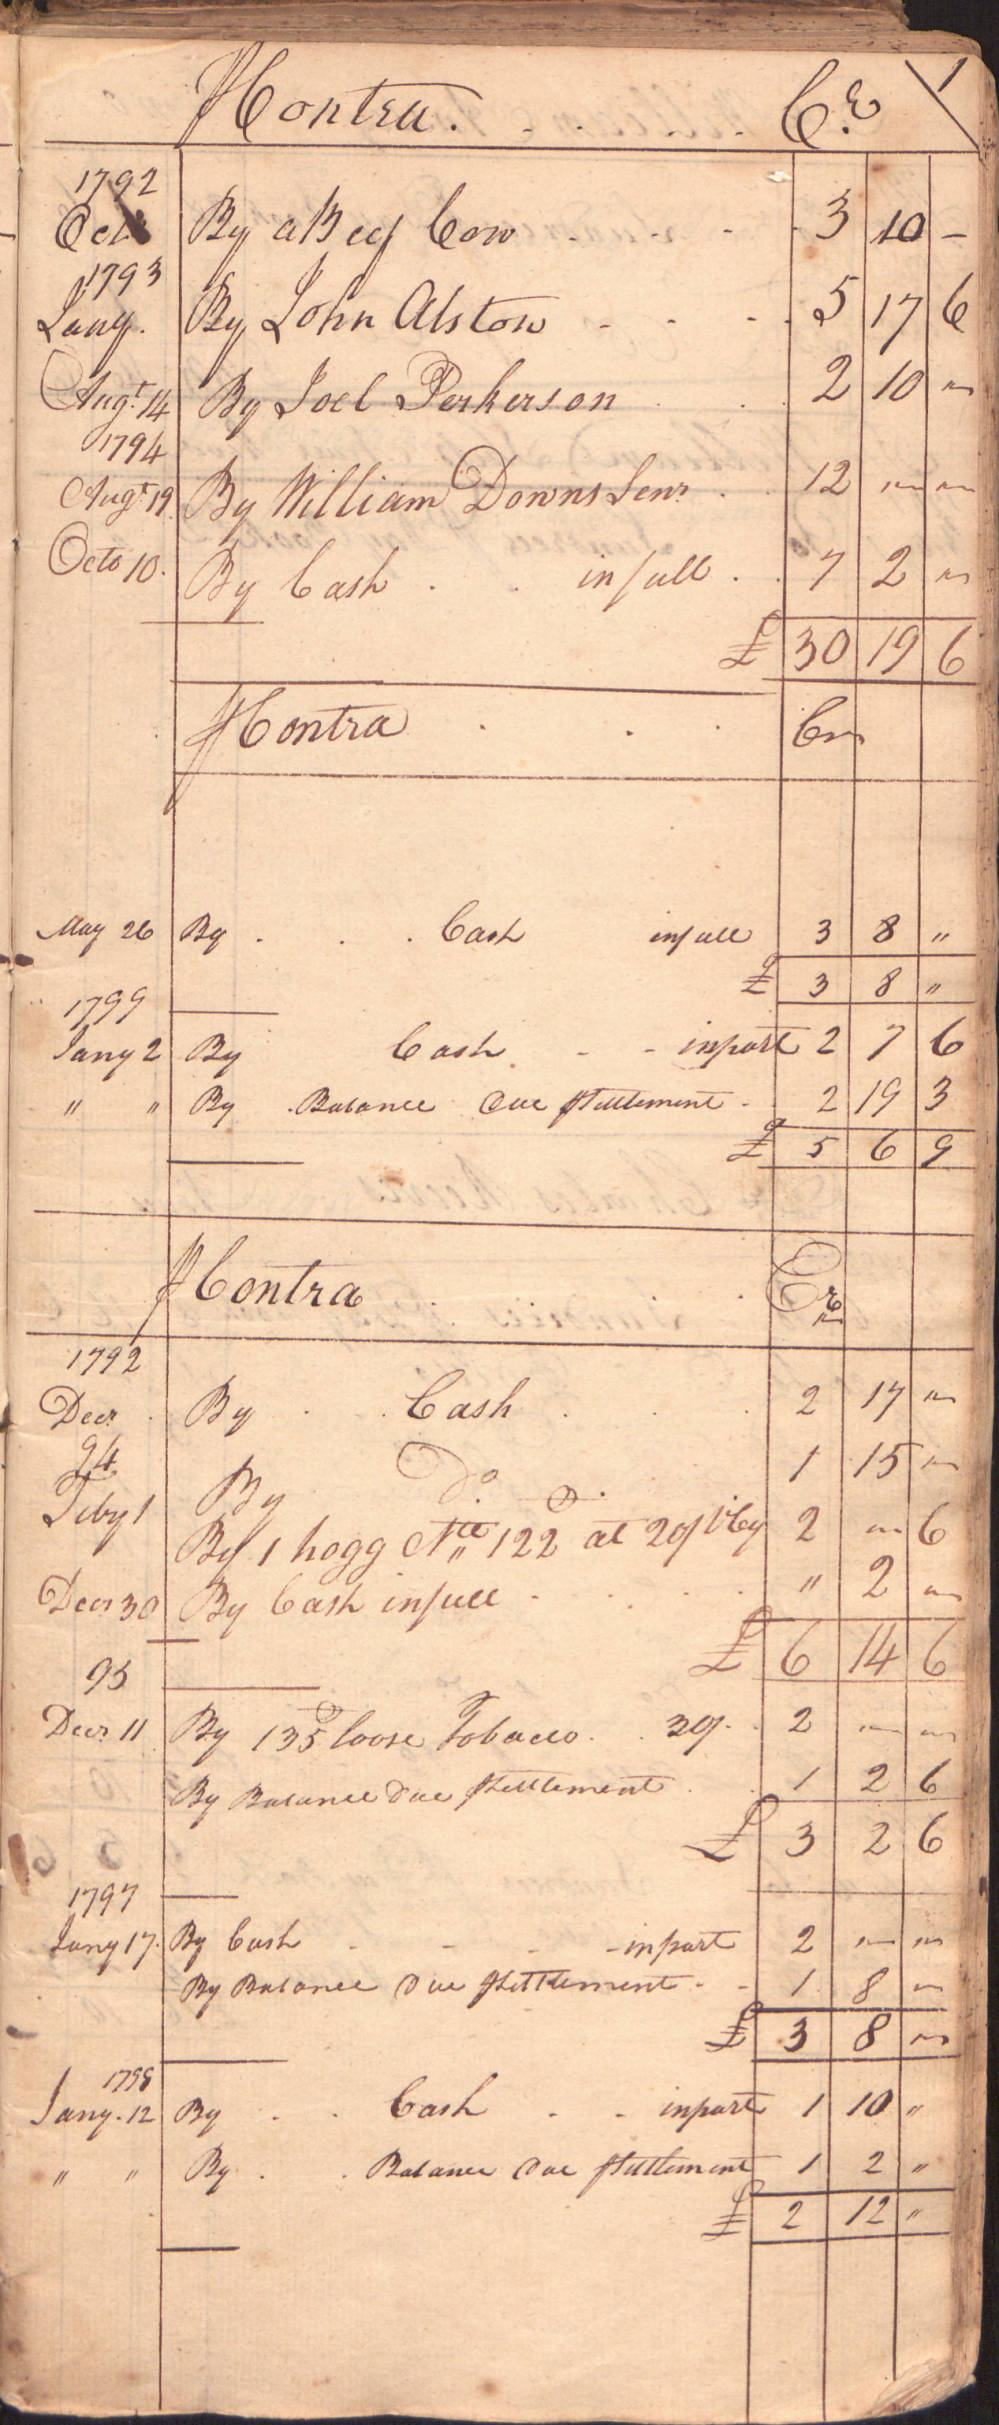 Contra. . . . Cr. 1
1792
Octr By a Beef Cow - - - 3 10 -
1793
Jany. By John Alston - - - 5 17 6
Augt. 14 By Joel Perkerson . . 2 10 "
1794
Augt 19. By William Downs Senr . . 12 " "
Octo 10. By Cash . . in full . . 7 2 "
£ 30 19 6
Contra . . . Cr
May 26 By . . . Cash in full 3 8 "
£ 3 8 "
1799
Jany 2 By Cash - - in part 2 7 6
" " By . Balance Due pSettlement - 2 19 3
£ 5 6 9
Contra . . . Cr
1792
Decr. By . . Cash . . . 2 17 "
94 By Do. . 1 15 "
Feby 1 By 1 hogg Ntt 122 at 20/ 2 " 6
Decr 30 By Cash in full . . . . " 2 "
£ 6 14 6
95
Decr 11 By 135 loose Tobacco . . 30/. . 2 " "
By Balance Due pSettlement . . 1 2 6
£ 3 2 6
1797
Jany 17. By Cash - - - - in part 2 " "
By Balance Due pSettlement - - 1 8 "
£ 3 8 "
1798
Jany. 12 By . . Cash - - in part 1 10 "
" " By . . Balance Due pSettlement 1 2 "
£ 2 12 "